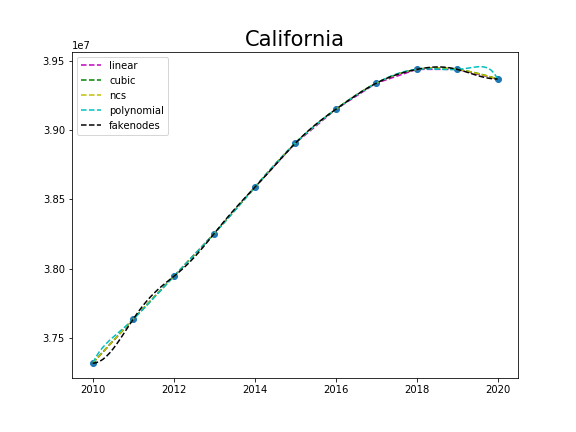 California
1e7
3.95
3.90
3.85
3.80
3.75
linear
cubic
ncs
polynomial
fakenodes
2010 2012 2014 2016 2018 2020